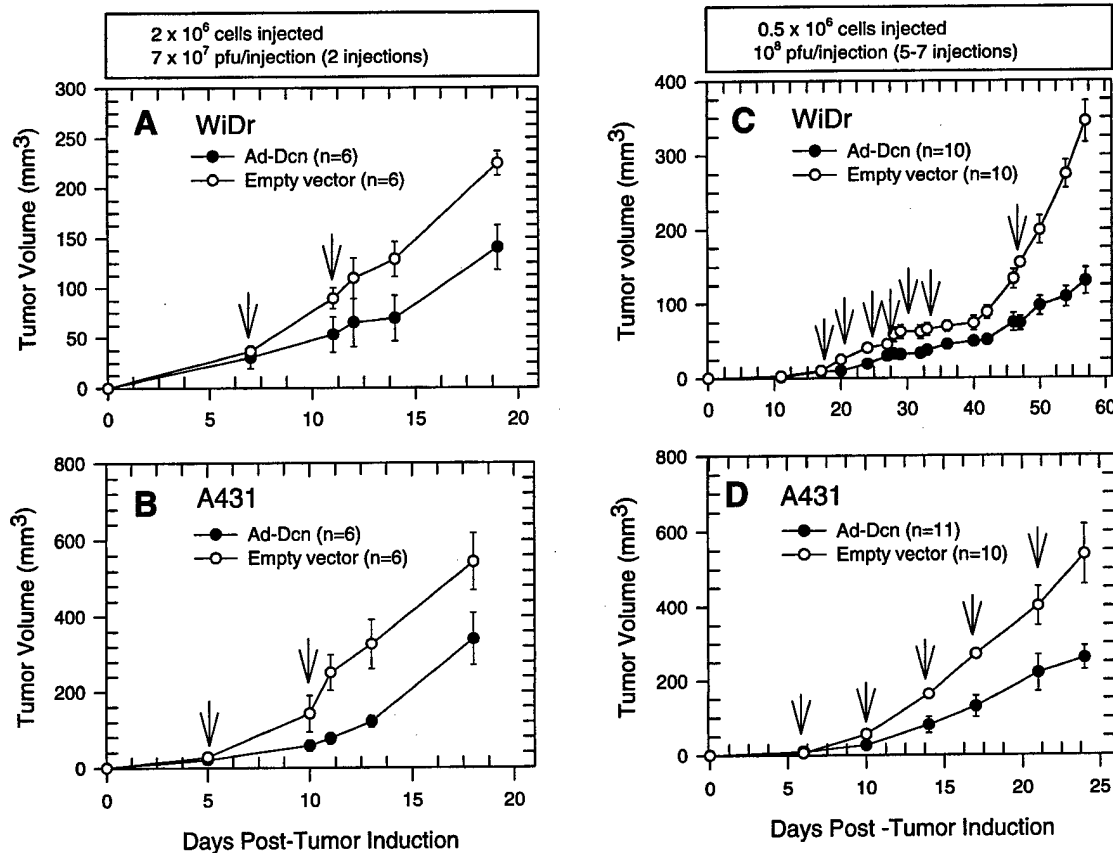 2 x 10⁶ cells injected
7 x 10⁷ pfu/injection (2 injections)
A WiDr
Ad-Dcn (n=6)
Empty vector (n=6)
Tumor Volume (mm³)
300
250
200
150
100
50
0
0 5 10 15 20
B A431
Ad-Dcn (n=6)
Empty vector (n=6)
Tumor Volume (mm³)
800
600
400
200
0
0 5 10 15 20
Days Post-Tumor Induction
0.5 x 10⁶ cells injected
10⁸ pfu/injection (5-7 injections)
C WiDr
Ad-Dcn (n=10)
Empty vector (n=10)
Tumor volume (mm³)
400
300
200
100
0
0 10 20 30 40 50 60
D A431
Ad-Dcn (n=11)
Empty vector (n=10)
Tumor Volume (mm³)
800
600
400
200
0
0 5 10 15 20 25
Days Post -Tumor Induction